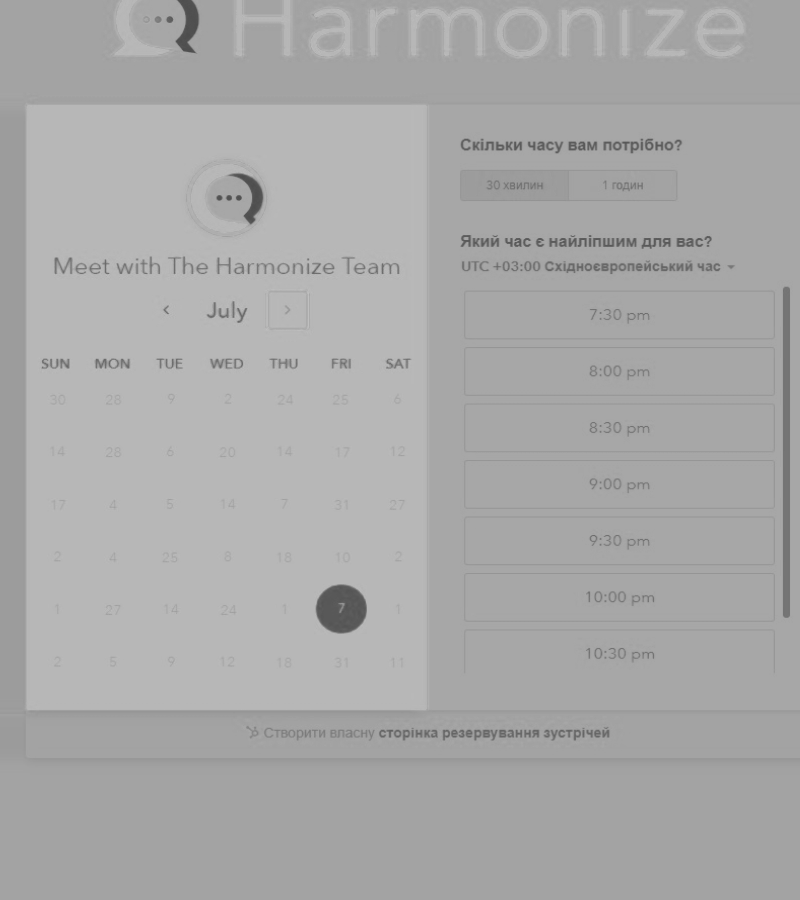 Harmonize
Meet with The Harmonize Team
July
SUN MON TUE WED THU FRI SAT
30 28 9 2 24 25 6
14 28 6 20 14 17 12
17 4 5 14 7 31 27
2 4 25 8 18 10 2
1 27 14 24 1 7 1
2 5 9 12 18 31 11
Скільки часу вам потрібно?
30 хвилин 1 годин
Який час є найліпшим для вас?
UTC +03:00 Східноєвропейський час
7:30 pm
8:00 pm
8:30 pm
9:00 pm
9:30 pm
10:00 pm
10:30 pm
Створити власну сторінка резервування зустрічей